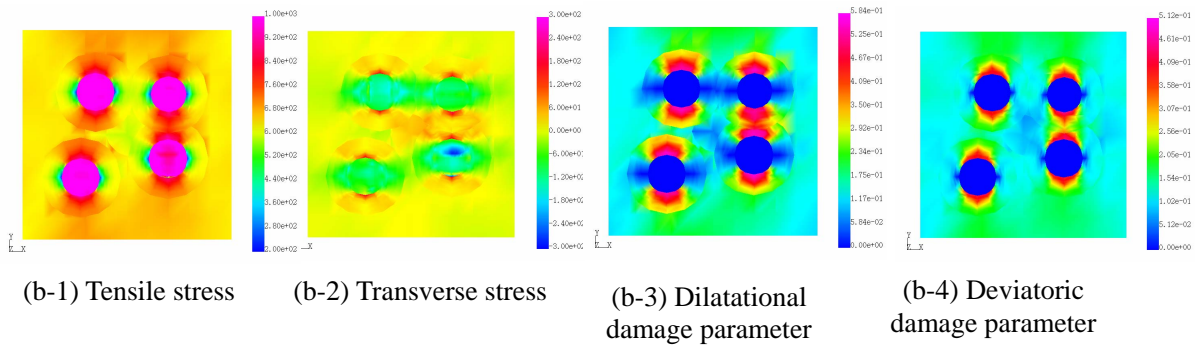 1.00e+03
9.20e+02
8.40e+02
7.60e+02
6.80e+02
6.00e+02
5.20e+02
4.40e+02
3.60e+02
2.80e+02
2.00e+02
Y
Z X
(b-1) Tensile stress
3.00e+02
2.40e+02
1.80e+02
1.20e+02
6.00e+01
0.00e+00
-6.00e+01
-1.20e+02
-1.80e+02
-2.40e+02
-3.00e+02
X
(b-2) Transverse stress
5.84e-01
5.25e-01
4.67e-01
4.09e-01
3.50e-01
2.92e-01
2.34e-01
1.75e-01
1.17e-01
5.84e-02
0.00e+00
Y
Z X
(b-3) Dilatational
damage parameter
5.12e-01
4.61e-01
4.10e-01
3.59e-01
3.07e-01
2.56e-01
2.05e-01
1.54e-01
1.02e-01
5.12e-02
0.00e+00
Y
Z X
(b-4) Deviatoric
damage parameter